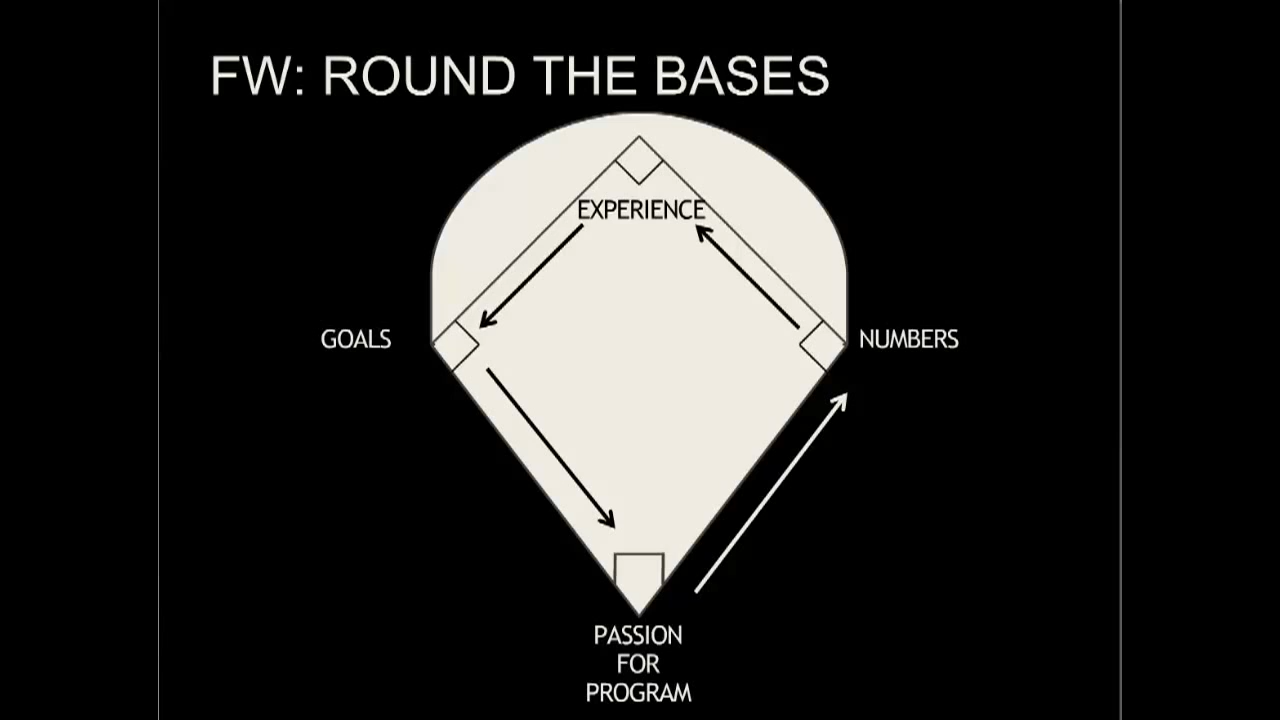 FW: ROUND THE BASES
EXPERIENCE
GOALS
NUMBERS
PASSION
FOR
PROGRAM